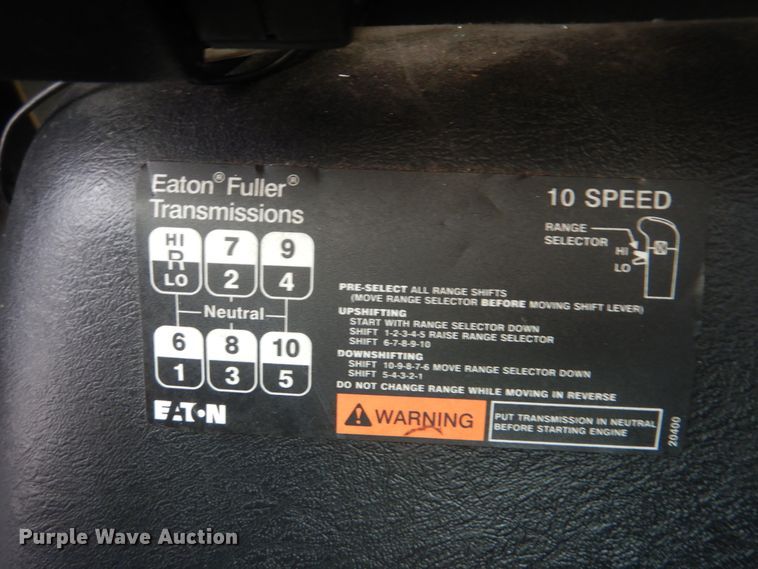 Eaton® Fuller®
Transmissions
HI 7 9
R
LO 2 4
Neutral
6 8 10
1 3 5
EATON
10 SPEED
RANGE
SELECTOR
HI
LO
PRE-SELECT ALL RANGE SHIFTS
(MOVE RANGE SELECTOR BEFORE MOVING SHIFT LEVER)
UPSHIFTING
START WITH RANGE SELECTOR DOWN
SHIFT 1-2-3-4-5 RAISE RANGE SELECTOR
SHIFT 6-7-8-9-10
DOWNSHIFTING
SHIFT 10-9-8-7-6 MOVE RANGE SELECTOR DOWN
SHIFT 5-4-3-2-1
DO NOT CHANGE RANGE WHILE MOVING IN REVERSE
WARNING
PUT TRANSMISSION IN NEUTRAL
BEFORE STARTING ENGINE
20400
Purple Wave Auction®